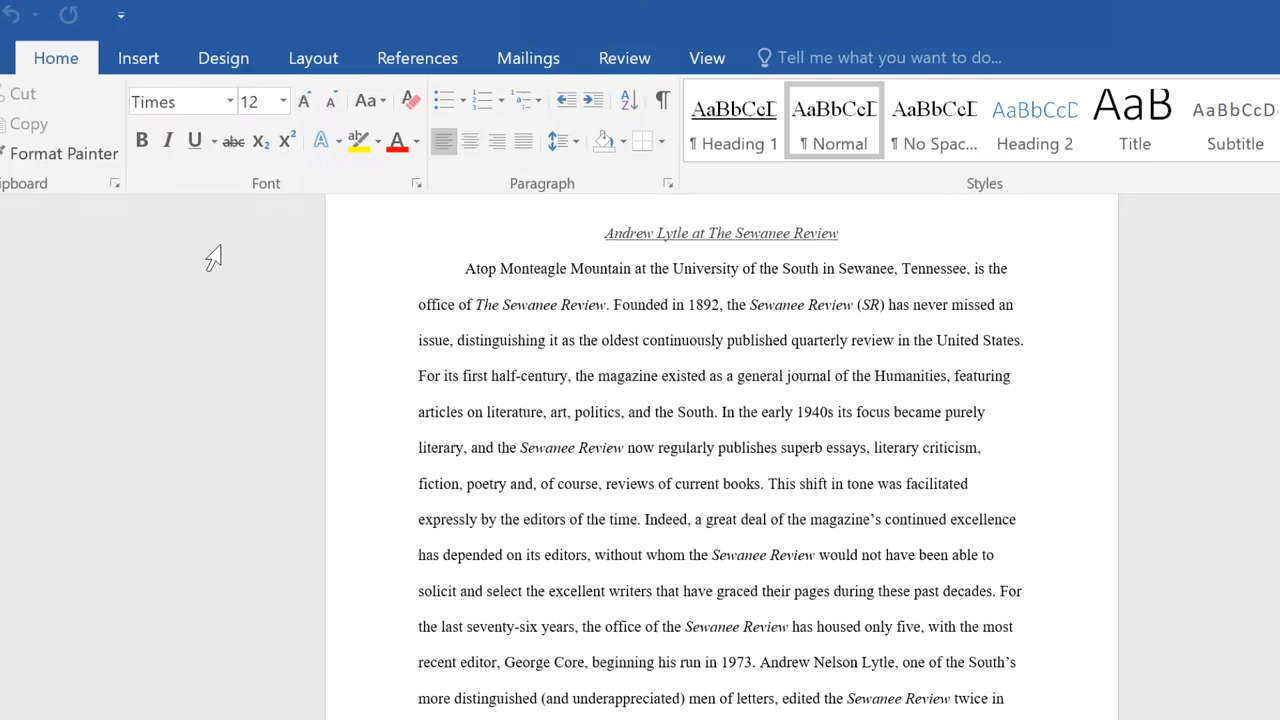 Home Insert Design Layout References Mailings Review View Tell me what you want to do...
Cut
Copy
Format Painter
Times 12 Aa
B I U abc X₂ X² A ab A
AaBbCcD AaBbCcD AaBbCcD AaBbCcD AaB AaBbCcD
¶ Heading 1 ¶ Normal ¶ No Spac... Heading 2 Title Subtitle
ipboard Font Paragraph Styles
Andrew Lytle at The Sewanee Review
Atop Monteagle Mountain at the University of the South in Sewanee, Tennessee, is the
office of The Sewanee Review. Founded in 1892, the Sewanee Review (SR) has never missed an
issue, distinguishing it as the oldest continuously published quarterly review in the United States.
For its first half-century, the magazine existed as a general journal of the Humanities, featuring
articles on literature, art, politics, and the South. In the early 1940s its focus became purely
literary, and the Sewanee Review now regularly publishes superb essays, literary criticism,
fiction, poetry and, of course, reviews of current books. This shift in tone was facilitated
expressly by the editors of the time. Indeed, a great deal of the magazine’s continued excellence
has depended on its editors, without whom the Sewanee Review would not have been able to
solicit and select the excellent writers that have graced their pages during these past decades. For
the last seventy-six years, the office of the Sewanee Review has housed only five, with the most
recent editor, George Core, beginning his run in 1973. Andrew Nelson Lytle, one of the South’s
more distinguished (and underappreciated) men of letters, edited the Sewanee Review twice in